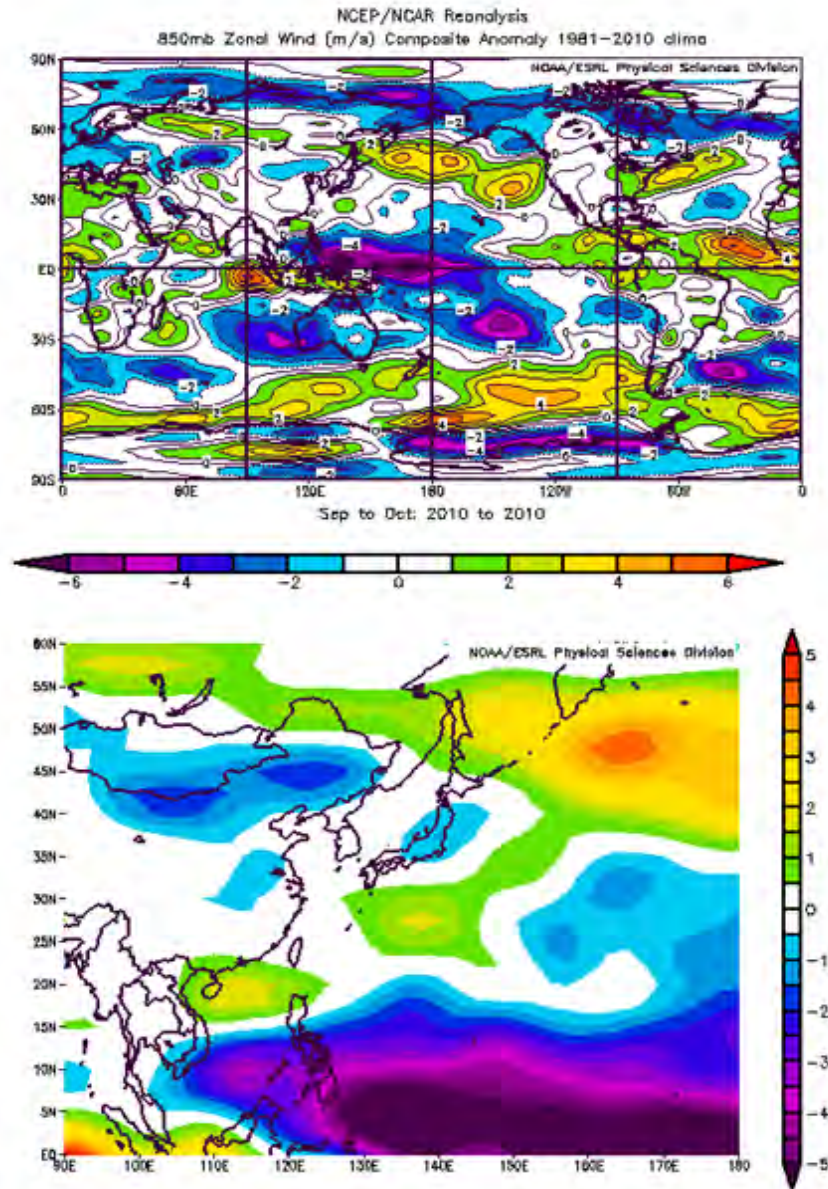 NCEP/NCAR Reanalysis
850mb Zonal Wind (m/s) Composite Anomaly 1981-2010 clima
NOAA/ESRL Physical Sciences Division
90N
60N
30N
EQ
30S
60S
90S
0 60E 120E 180 120W 60W 0
Sep to Oct: 2010 to 2010
-6 -4 -2 0 2 4 6
NOAA/ESRL Physical Sciences Division
60N
55N
50N
45N
40N
35N
30N
25N
20N
15N
10N
5N
EQ
90E 100E 110E 120E 130E 140E 150E 160E 170E 180
5
4
3
2
1
0
-1
-2
-3
-4
-5